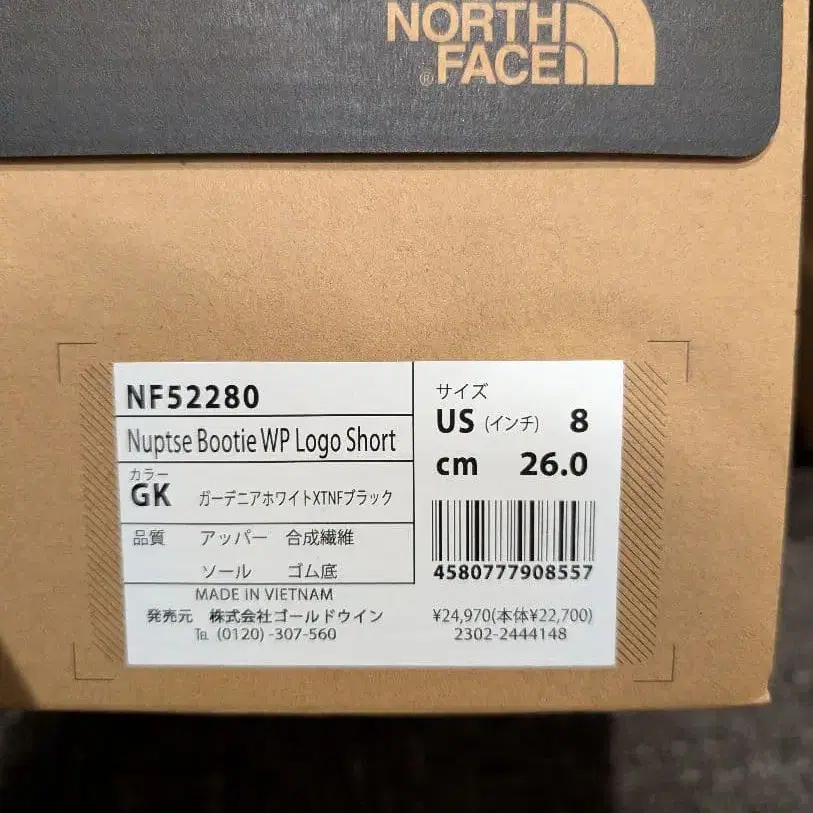 NORTH
FACE
®
NF52280
Nuptse Bootie WP Logo Short
カラー
GK ガーデニアホワイトXTNFブラック
品質 アッパー 合成繊維
ソール ゴム底
MADE iN VIETNAM
発売元 株式会社ゴールドウイン
℡ (0120) -307-560
サイズ
US (インチ) 8
cm 26.0
4580777908557
¥24,970(本体¥22,700)
2302-2444148